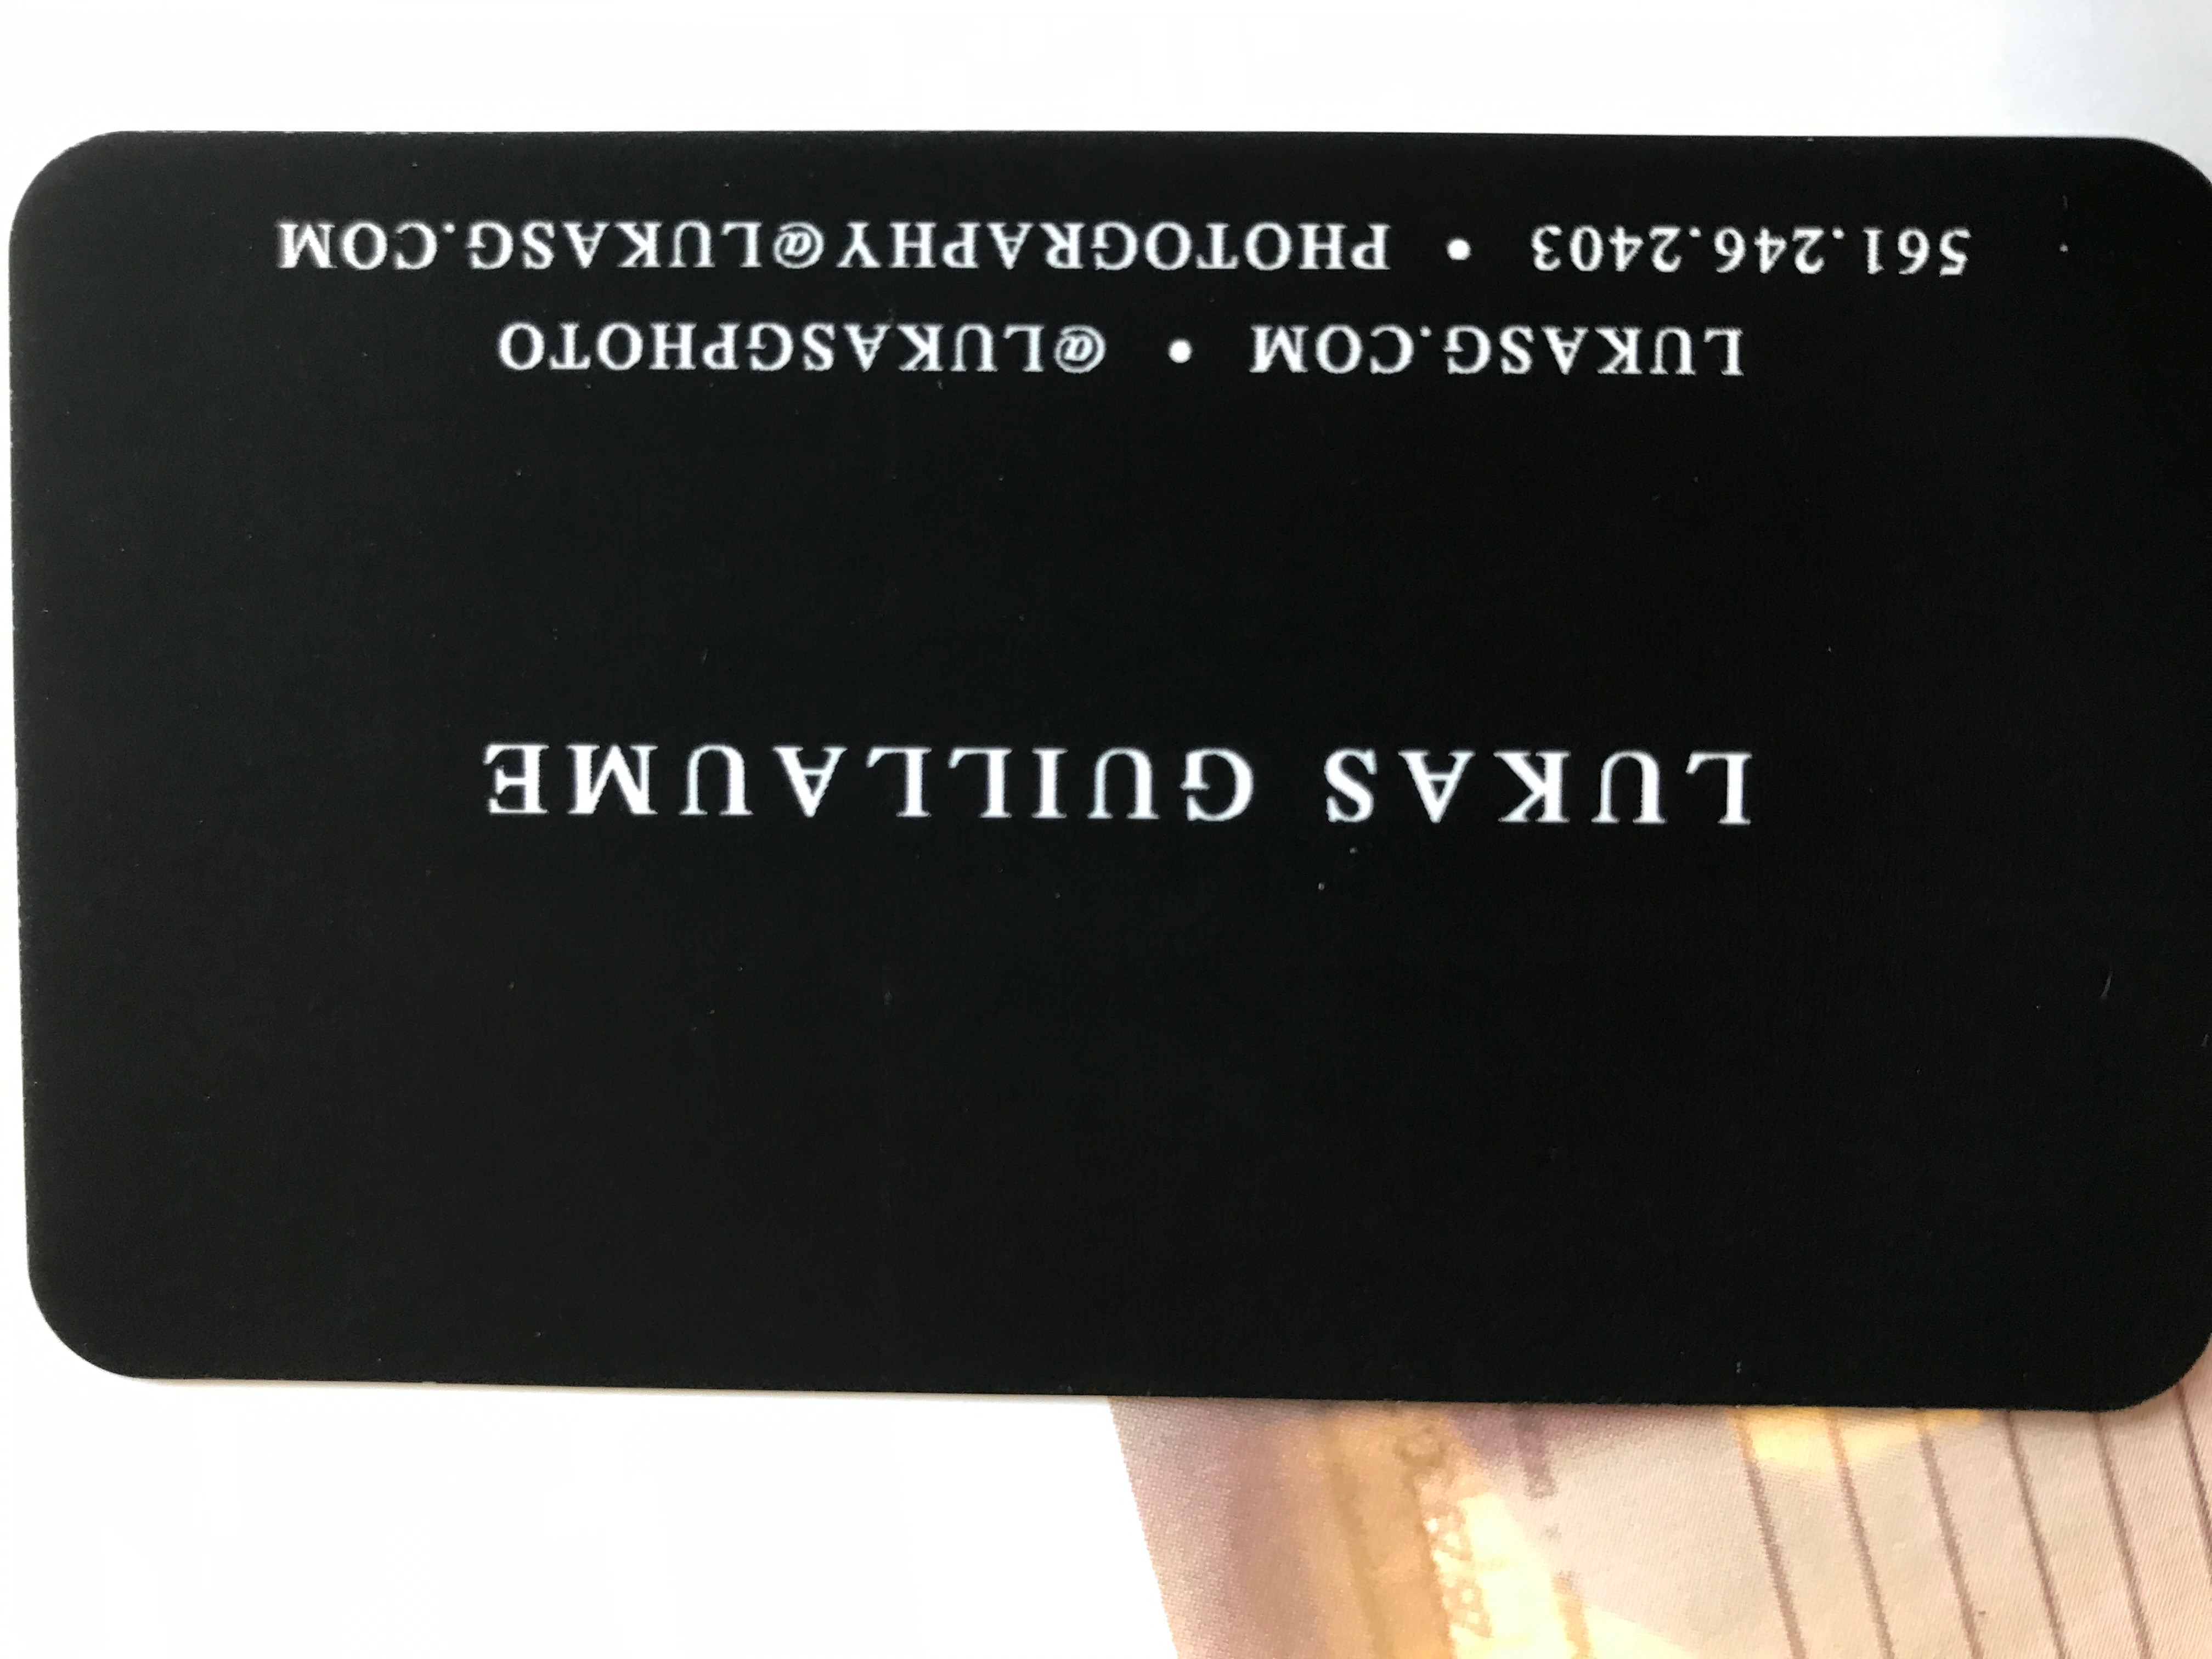 LUKAS GUILLAUME
LUKASG.COM • @LUKASGPHOTO
561.246.2403 • PHOTOGRAPHY@LUKASG.COM